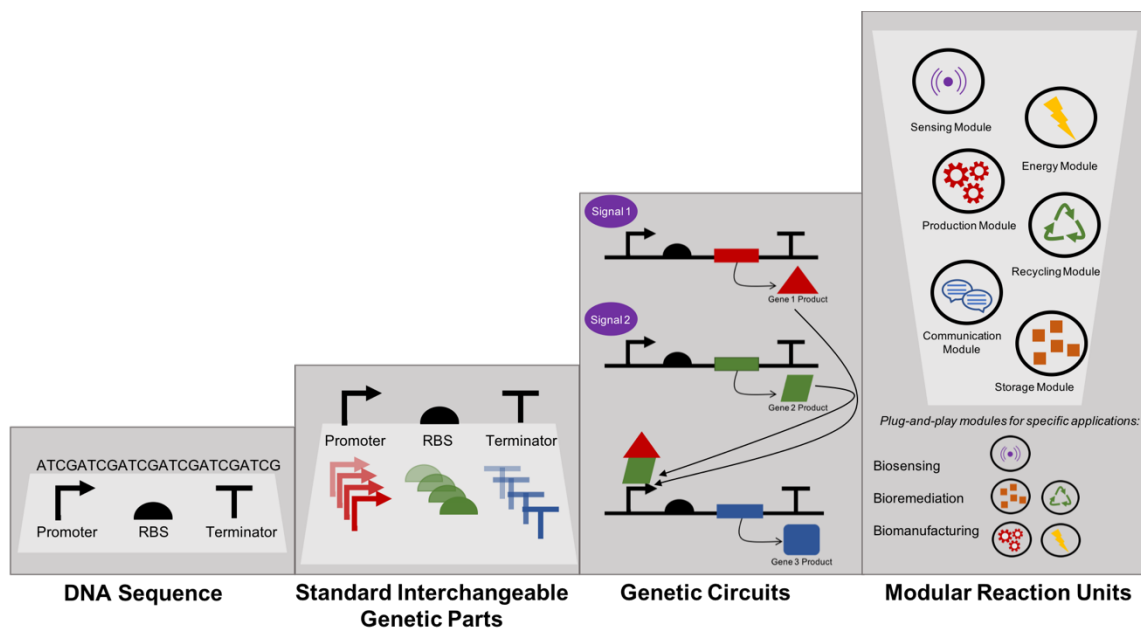 ATCGATCGATCGATCGATCGATCG
Promoter
RBS
Terminator
DNA Sequence
Promoter
RBS
Terminator
Standard Interchangeable
Genetic Parts
Signal 1
Gene 1 Product
Signal 2
Gene 2 Product
Gene 3 Product
Genetic Circuits
Sensing Module
Energy Module
Production Module
Recycling Module
Communication
Module
Storage Module
Plug-and-play modules for specific applications:
Biosensing
Bioremediation
Biomanufacturing
Modular Reaction Units